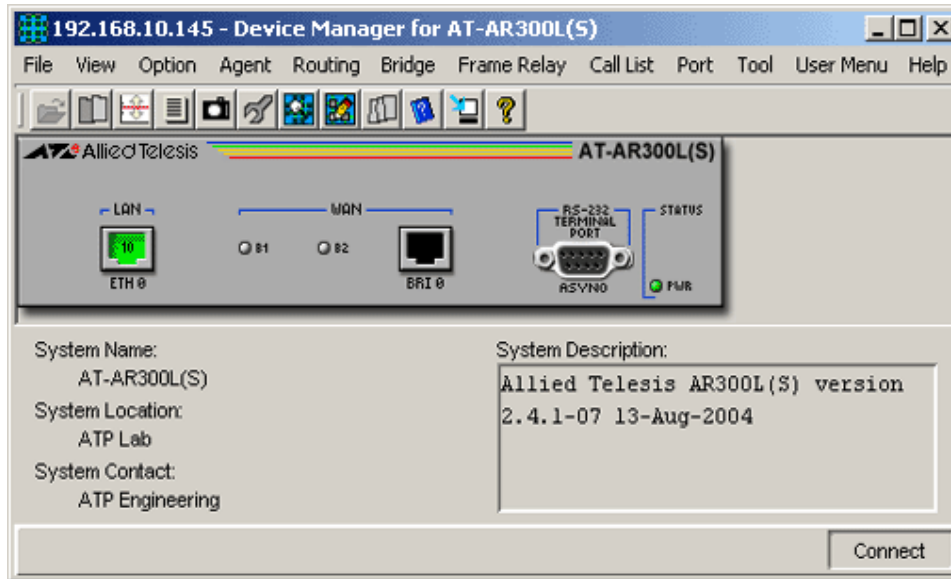 192.168.10.145 - Device Manager for AT-AR300L(S)
File View Option Agent Routing Bridge Frame Relay Call List Port Tool User Menu Help
Allied Telesis AT-AR300L(S)
LAN WAN RS-232 TERMINAL PORT STATUS
10 B1 B2
ETH 0 BRI 0 ASYN0 PWR
System Name:
AT-AR300L(S)
System Location:
ATP Lab
System Contact:
ATP Engineering
System Description:
Allied Telesis AR300L(S) version
2.4.1-07 13-Aug-2004
Connect